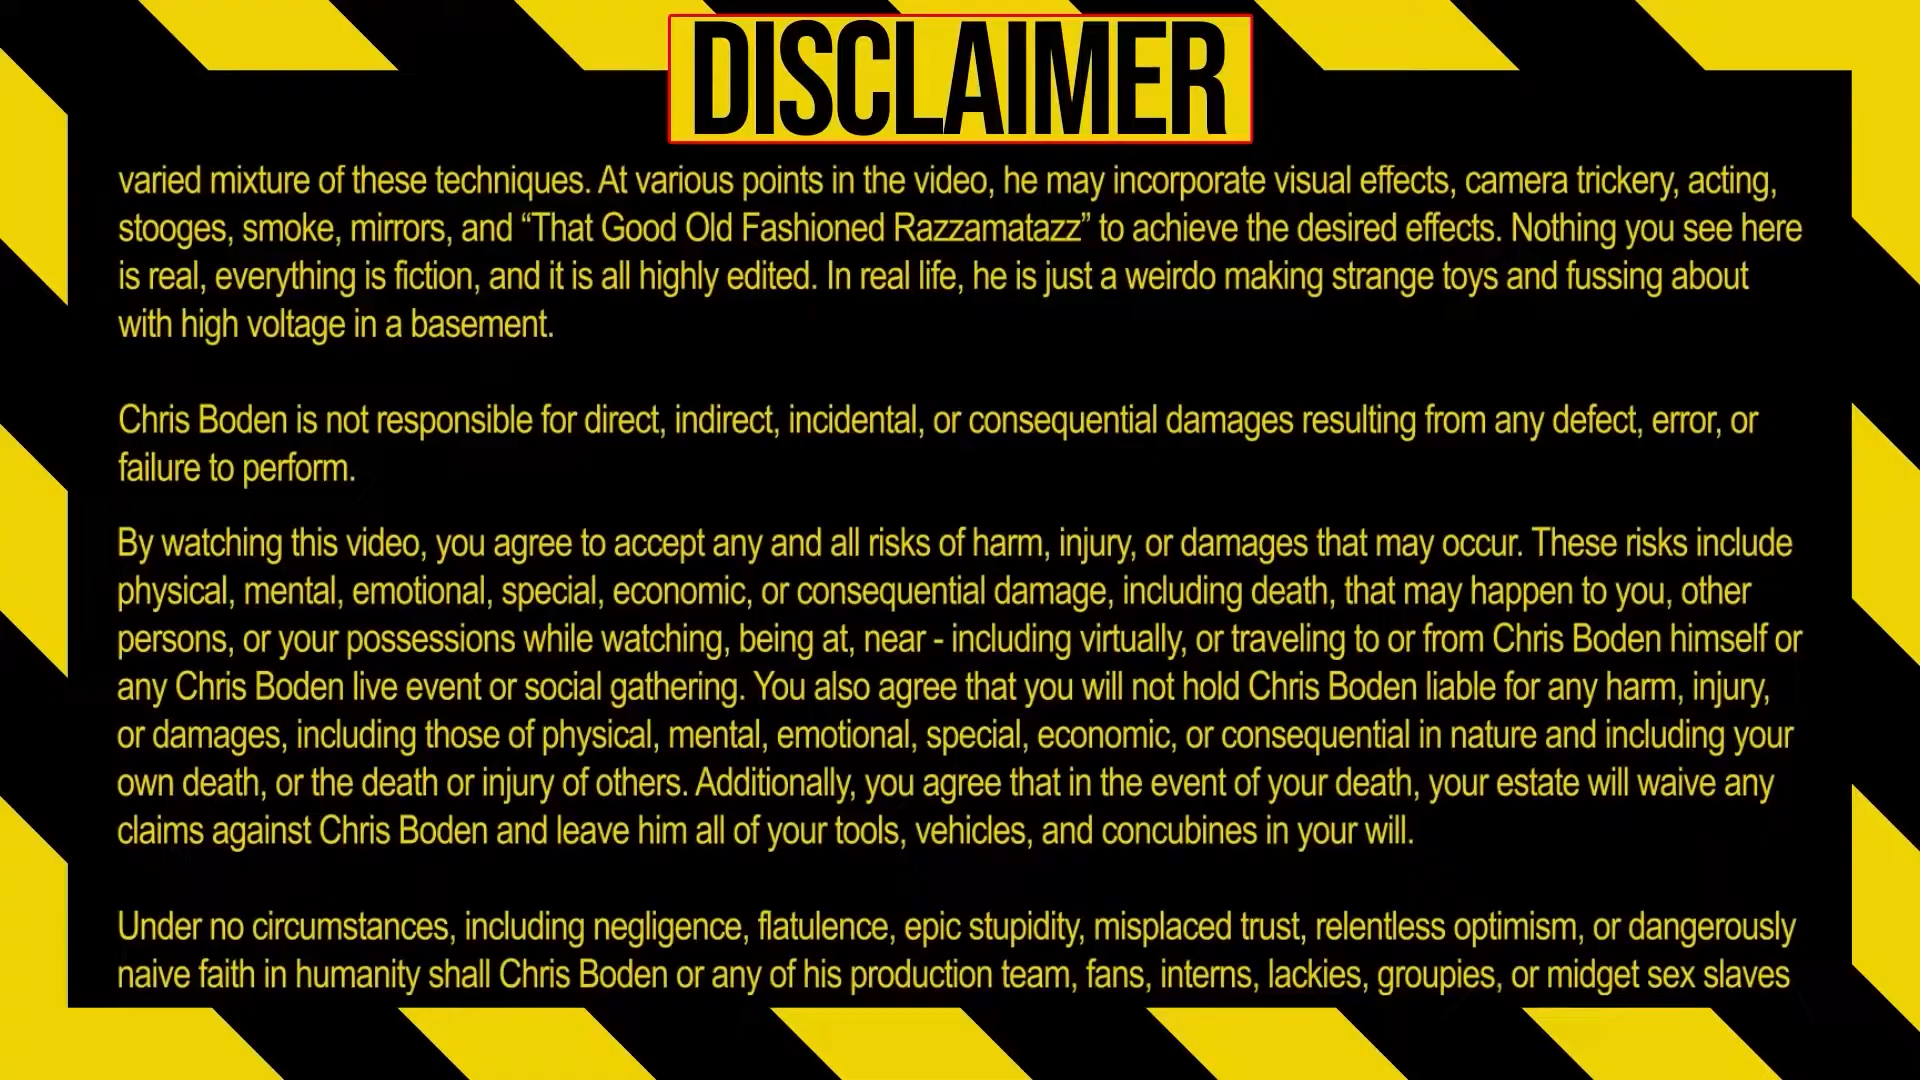 DISCLAIMER
varied mixture of these techniques. At various points in the video, he may incorporate visual effects, camera trickery, acting,
stooges, smoke, mirrors, and “That Good Old Fashioned Razzamatazz” to achieve the desired effects. Nothing you see here
is real, everything is fiction, and it is all highly edited. In real life, he is just a weirdo making strange toys and fussing about
with high voltage in a basement.
Chris Boden is not responsible for direct, indirect, incidental, or consequential damages resulting from any defect, error, or
failure to perform.
By watching this video, you agree to accept any and all risks of harm, injury, or damages that may occur. These risks include
physical, mental, emotional, special, economic, or consequential damage, including death, that may happen to you, other
persons, or your possessions while watching, being at, near - including virtually, or traveling to or from Chris Boden himself or
any Chris Boden live event or social gathering. You also agree that you will not hold Chris Boden liable for any harm, injury,
or damages, including those of physical, mental, emotional, special, economic, or consequential in nature and including your
own death, or the death or injury of others. Additionally, you agree that in the event of your death, your estate will waive any
claims against Chris Boden and leave him all of your tools, vehicles, and concubines in your will.
Under no circumstances, including negligence, flatulence, epic stupidity, misplaced trust, relentless optimism, or dangerously
naive faith in humanity shall Chris Boden or any of his production team, fans, interns, lackies, groupies, or midget sex slaves